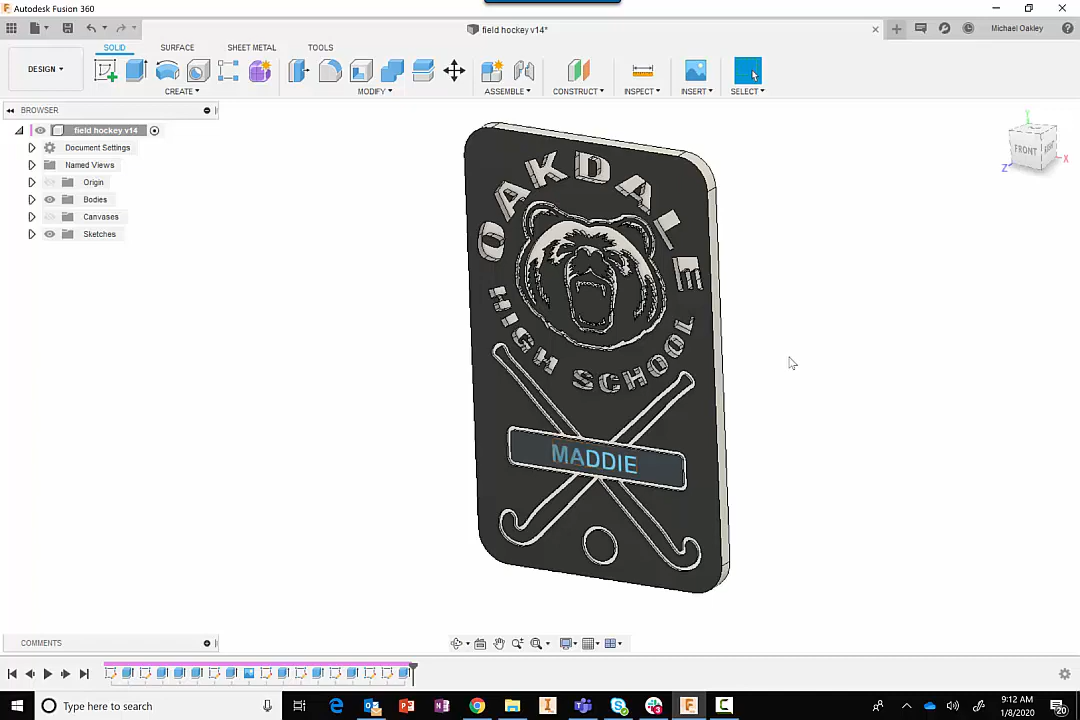 Autodesk Fusion 360
field hockey v14*
Michael Oakley
DESIGN
SOLID
SURFACE
SHEET METAL
TOOLS
CREATE
MODIFY
ASSEMBLE
CONSTRUCT
INSPECT
INSERT
SELECT
BROWSER
field hockey v14
Document Settings
Named Views
Origin
Bodies
Canvases
Sketches
FRONT
Y
X
Z
OAKDALE
HIGH SCHOOL
MADDIE
COMMENTS
Type here to search
9:12 AM
1/8/2020
20